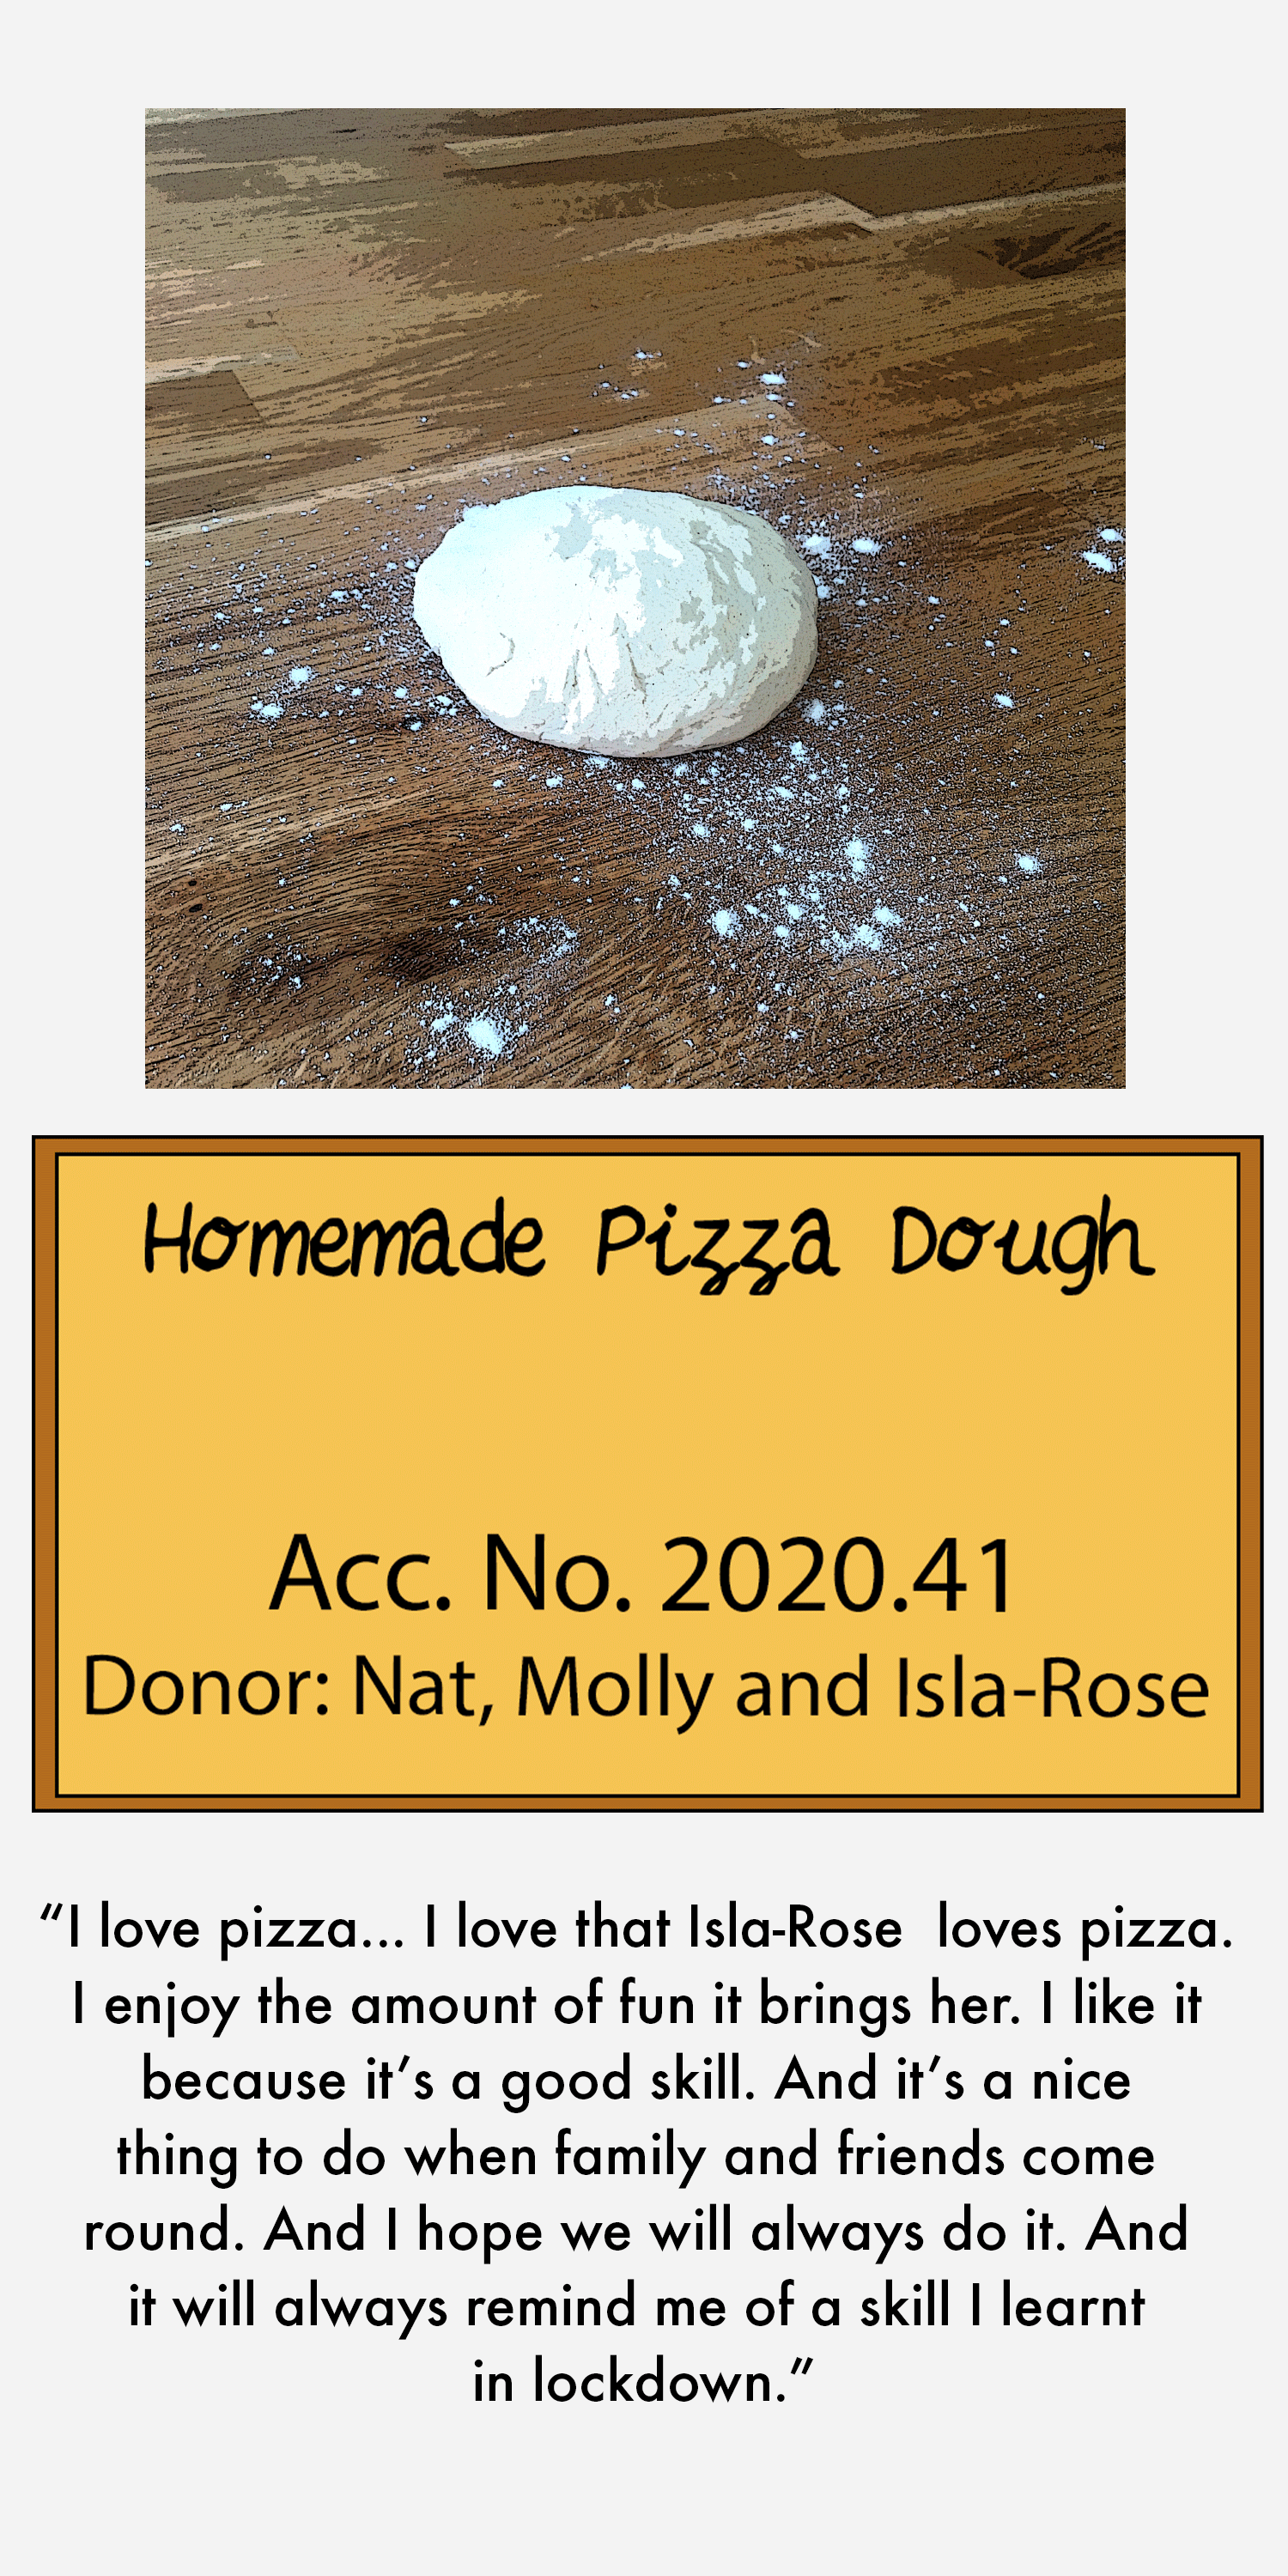 Homemade Pizza Dough
Acc. No. 2020.41
Donor: Nat, Molly and Isla-Rose
“I love pizza... I love that Isla-Rose  loves pizza.
I enjoy the amount of fun it brings her. I like it
because it’s a good skill. And it’s a nice
thing to do when family and friends come
round. And I hope we will always do it. And
it will always remind me of a skill I learnt
in lockdown.”